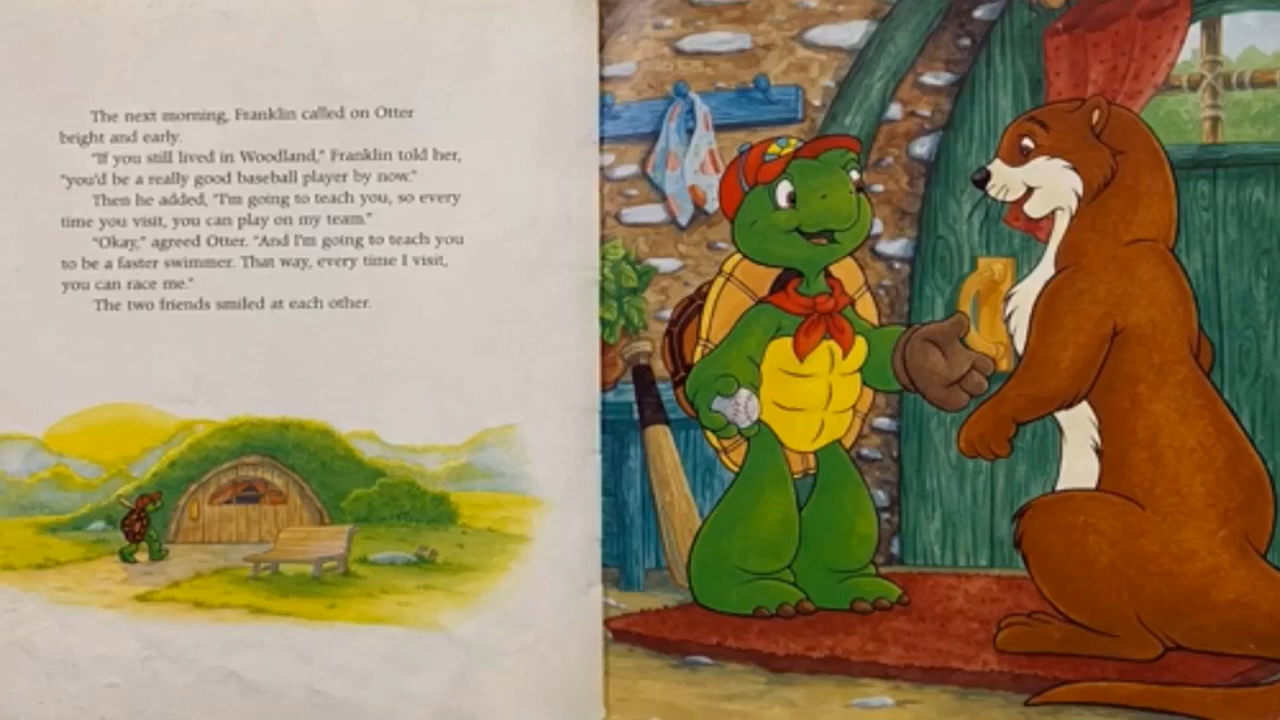 The next morning, Franklin called on Otter
bright and early.
"If you still lived in Woodland," Franklin told her,
"you'd be a really good baseball player by now."
Then he added, "I'm going to teach you, so every
time you visit, you can play on my team."
"Okay," agreed Otter. "And I'm going to teach you
to be a faster swimmer. That way, every time I visit,
you can race me."
The two friends smiled at each other.